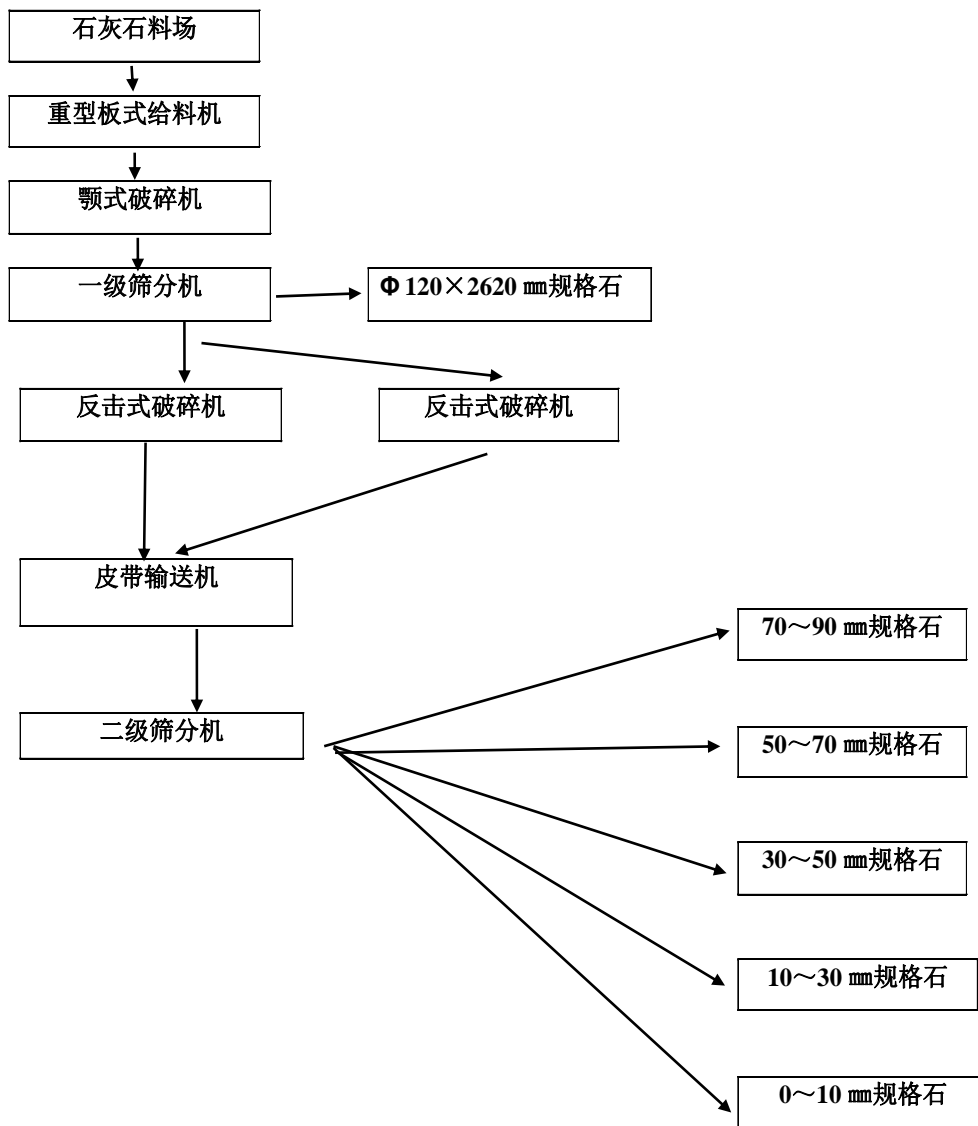 石灰石料场
重型板式给料机
颚式破碎机
一级筛分机
Φ120×2620 ㎜规格石
反击式破碎机
反击式破碎机
皮带输送机
70～90 ㎜规格石
二级筛分机
50～70 ㎜规格石
30～50 ㎜规格石
10～30 ㎜规格石
0～10 ㎜规格石